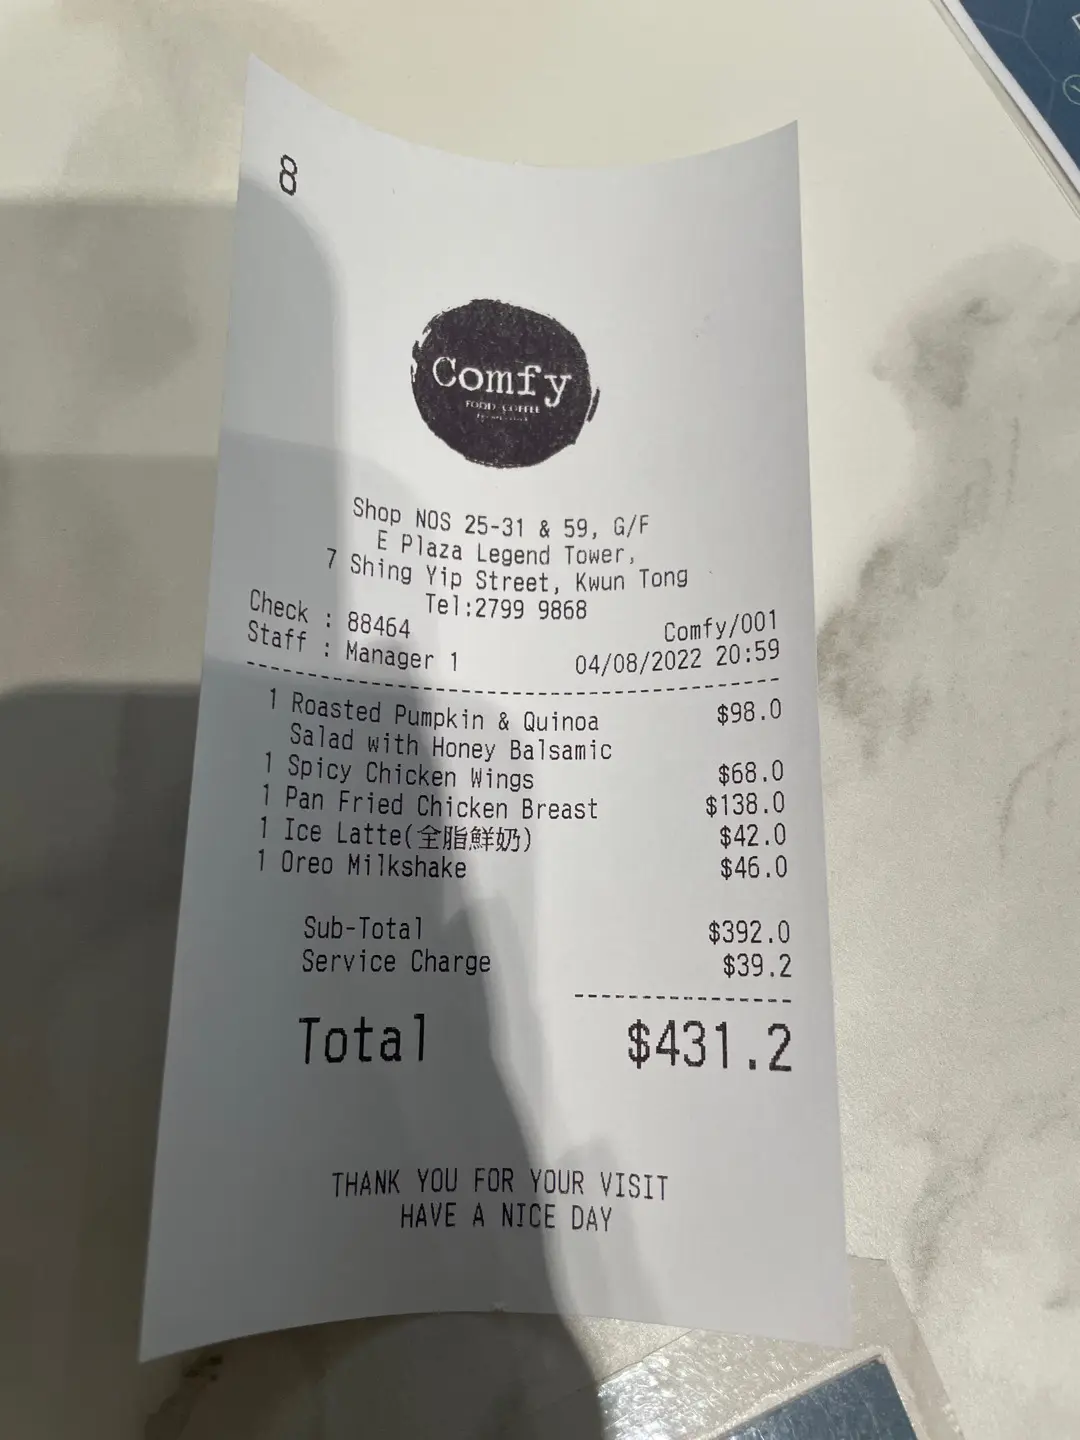 8
Comfy
FOOD COFFEE
Shop NOS 25-31 & 59, G/F
E Plaza Legend Tower,
7 Shing Yip Street, Kwun Tong
Tel:2799 9868
Check : 88464 Comfy/001
Staff : Manager 1 04/08/2022 20:59
1 Roasted Pumpkin & Quinoa $98.0
Salad with Honey Balsamic
1 Spicy Chicken Wings $68.0
1 Pan Fried Chicken Breast $138.0
1 Ice Latte(全脂鮮奶) $42.0
1 Oreo Milkshake $46.0
Sub-Total $392.0
Service Charge $39.2
Total $431.2
THANK YOU FOR YOUR VISIT
HAVE A NICE DAY